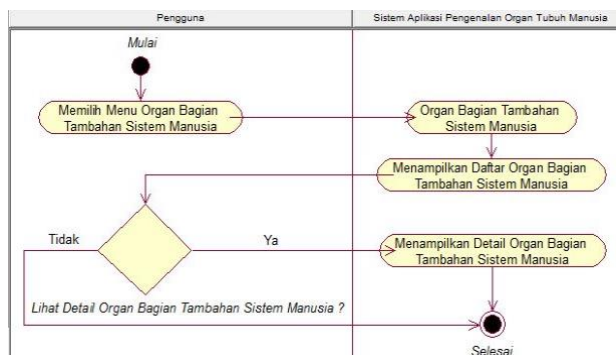 Pengguna
Sistem Aplikasi Pengenalan Organ Tubuh Manusia
Mulai
Memilih Menu Organ Bagian
Tambahan Sistem Manusia
Organ Bagian Tambahan
Sistem Manusia
Menampilkan Daftar Organ Bagian
Tambahan Sistem Manusia
Tidak
Ya
Menampilkan Detail Organ Bagian
Tambahan Sistem Manusia
Lihat Detail Organ Bagian Tambahan Sistem Manusia ?
Selesai